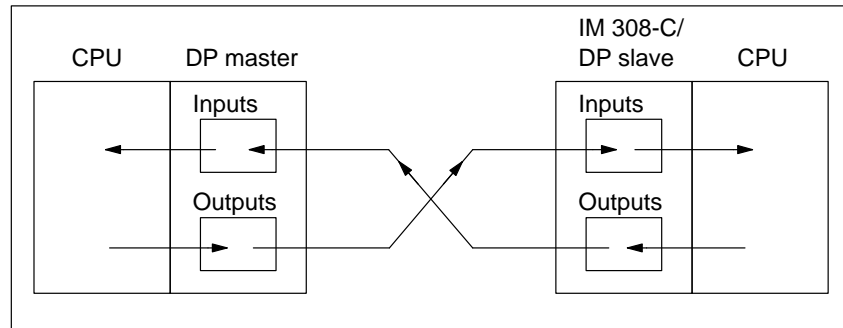 IM 308-C/
CPU DP master DP slave CPU
Inputs Inputs
Outputs Outputs